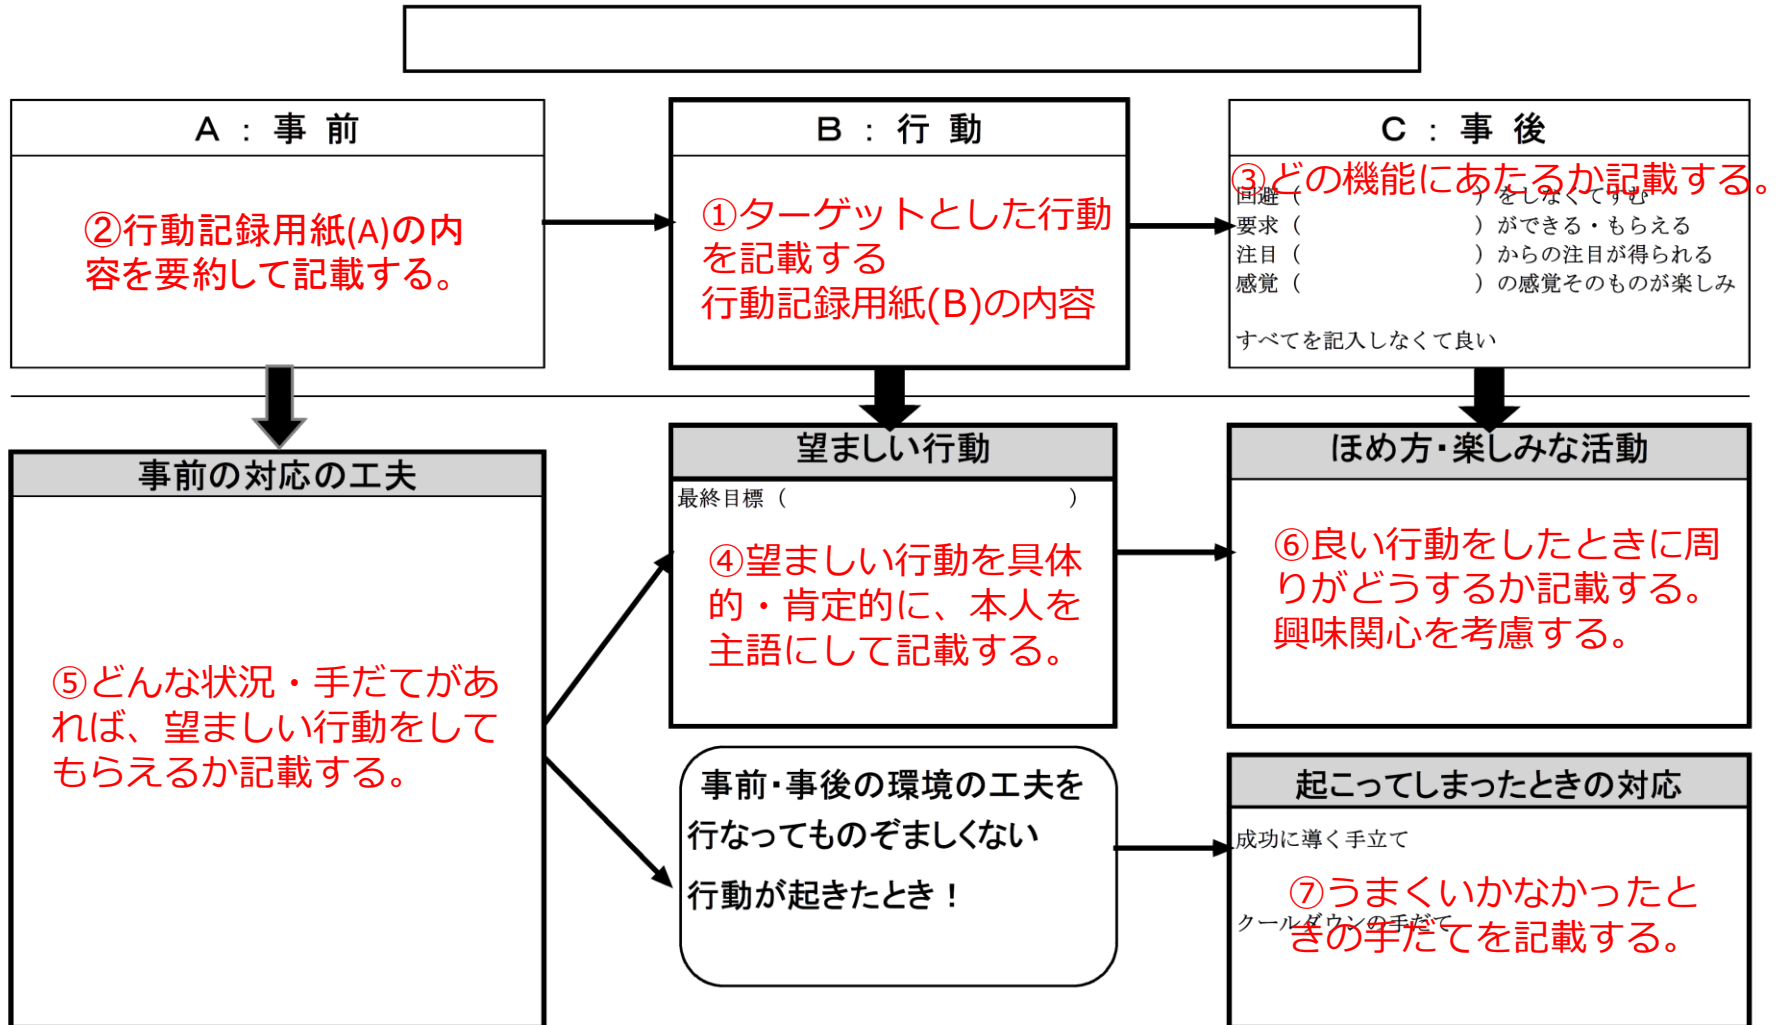 A : 事 前
②行動記録用紙(A)の内
容を要約して記載する。
B : 行 動
①ターゲットとした行動
を記載する
行動記録用紙(B)の内容
C : 事 後
③どの機能にあたるか記載する。
回避（　　　　　　　　）をしなくてすむ
要求（　　　　　　　　）ができる・もらえる
注目（　　　　　　　　）からの注目が得られる
感覚（　　　　　　　　）の感覚そのものが楽しみ
すべてを記入しなくて良い
事前の対応の工夫
⑤どんな状況・手だてがあ
れば、望ましい行動をして
もらえるか記載する。
望ましい行動
最終目標（　　　　　　　　　　　　　）
④望ましい行動を具体
的・肯定的に、本人を
主語にして記載する。
ほめ方・楽しみな活動
⑥良い行動をしたときに周
りがどうするか記載する。
興味関心を考慮する。
事前・事後の環境の工夫を
行なってものぞましくない
行動が起きたとき！
起こってしまったときの対応
成功に導く手立て
⑦うまくいかなかったと
きの手だてを記載する。
クールダウンの手だて